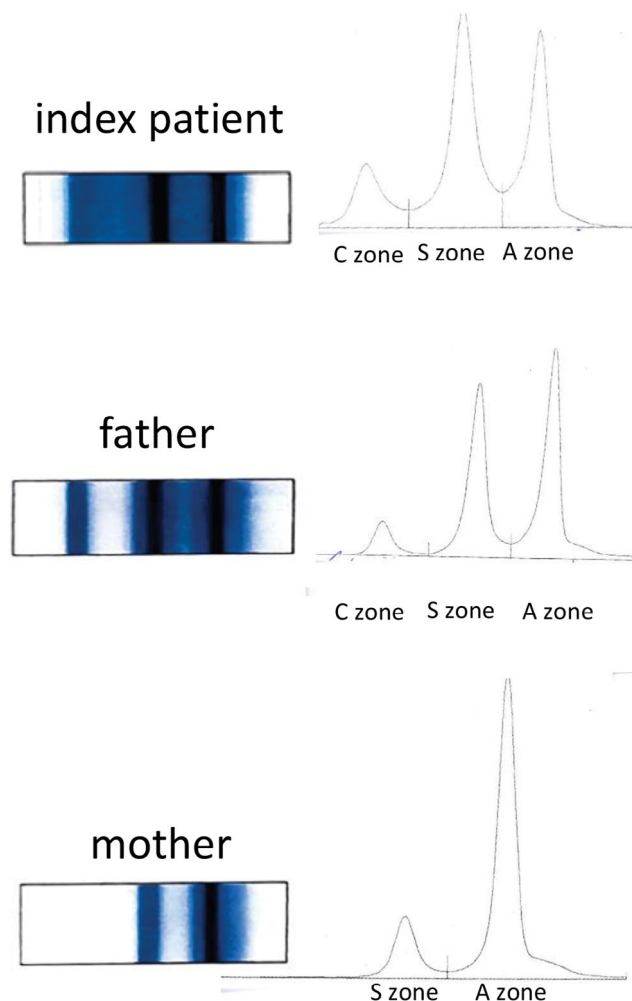 index patient
C zone S zone A zone
father
C zone S zone A zone
mother
S zone A zone